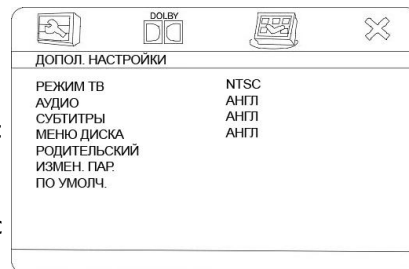 DOLBY
ДОПОЛ. НАСТРОЙКИ
РЕЖИМ ТВ NTSC
АУДИО АНГЛ
СУБТИТРЫ АНГЛ
МЕНЮ ДИСКА АНГЛ
РОДИТЕЛЬСКИЙ
ИЗМЕН. ПАР.
ПО УМОЛЧ.